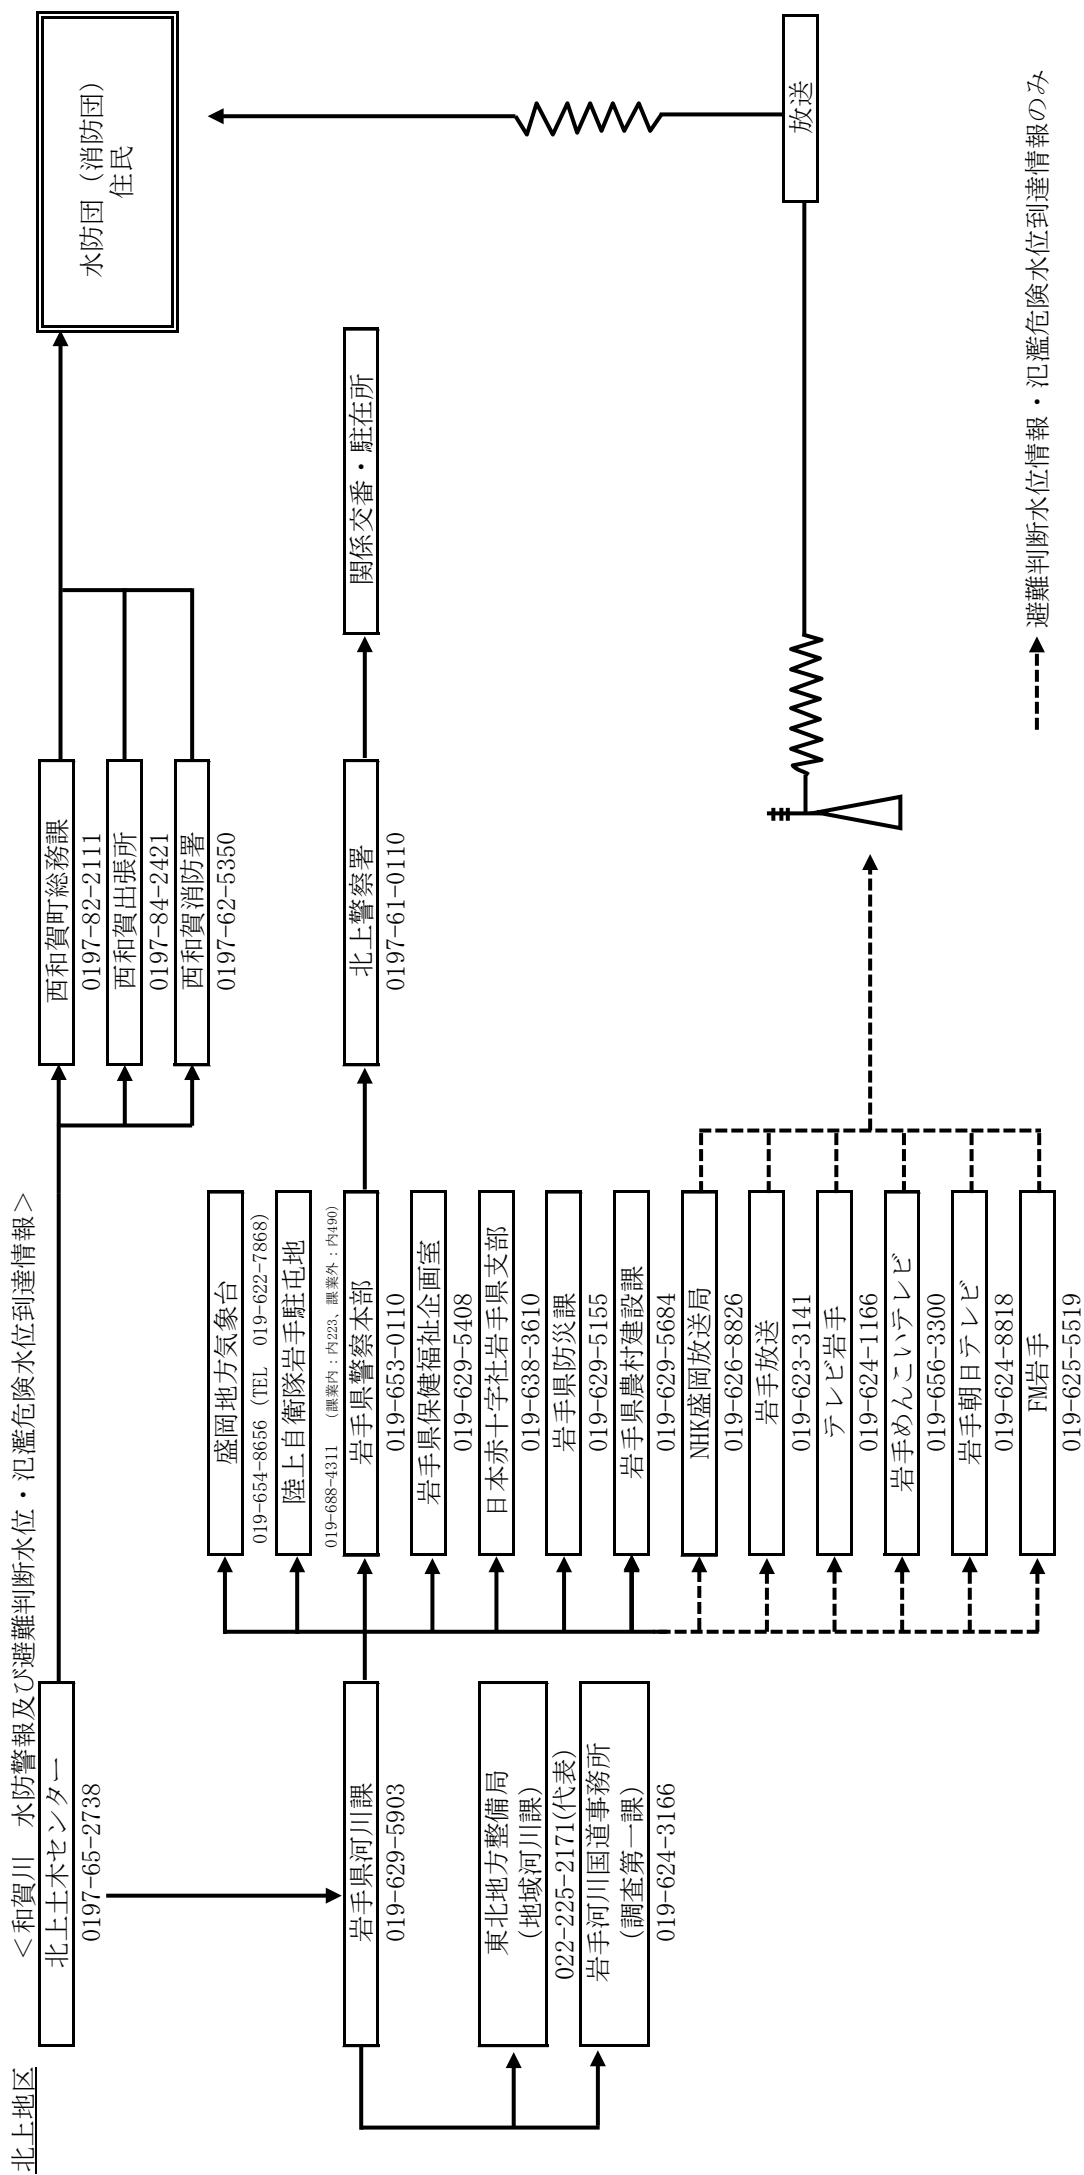 北上地区
＜和賀川　水防警報及び避難判断水位・氾濫危険水位到達情報＞
北上土木センター
0197-65-2738
岩手県河川課
019-629-5903
東北地方整備局
(地域河川課)
022-225-2171(代表)
岩手河川国道事務所
(調査第一課)
019-624-3166
盛岡地方気象台
019-654-8656 (TEL 019-622-7868)
陸上自衛隊岩手駐屯地
019-688-4311 （課業内：内223、課業外：内490)
岩手県警察本部
019-653-0110
岩手県保健福祉企画室
019-629-5408
日本赤十字社岩手県支部
019-638-3610
岩手県防災課
019-629-5155
岩手県農村建設課
019-629-5684
NHK盛岡放送局
019-626-8826
岩手放送
019-623-3141
テレビ岩手
019-624-1166
岩手めんこいテレビ
019-656-3300
岩手朝日テレビ
019-624-8818
FM岩手
019-625-5519
西和賀町総務課
0197-82-2111
西和賀出張所
0197-84-2421
西和賀消防署
0197-62-5350
北上警察署
0197-61-0110
関係交番・駐在所
水防団（消防団）
住民
放送
避難判断水位情報・氾濫危険水位到達情報のみ